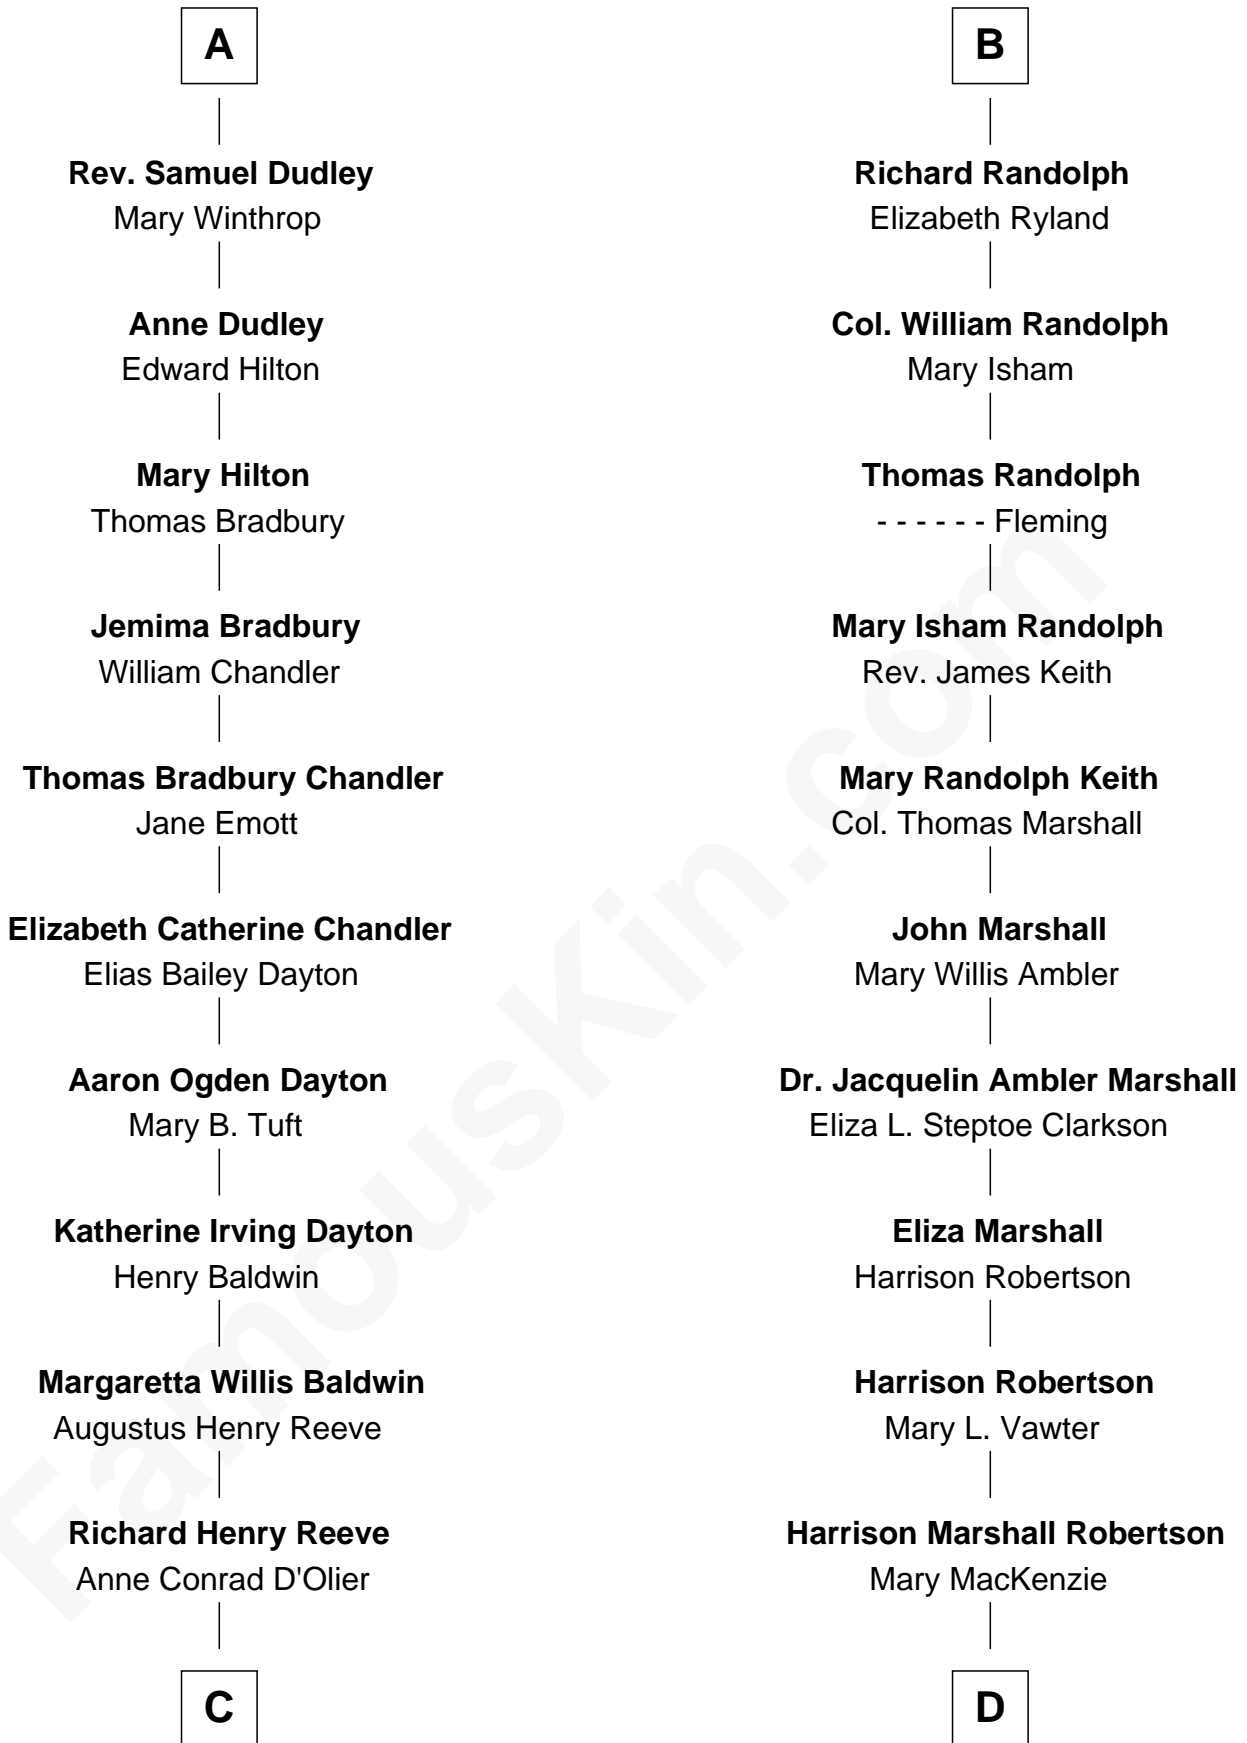 A
Rev. Samuel Dudley
Mary Winthrop
Anne Dudley
Edward Hilton
Mary Hilton
Thomas Bradbury
Jemima Bradbury
William Chandler
Thomas Bradbury Chandler
Jane Emott
Elizabeth Catherine Chandler
Elias Bailey Dayton
Aaron Ogden Dayton
Mary B. Tuft
Katherine Irving Dayton
Henry Baldwin
Margaretta Willis Baldwin
Augustus Henry Reeve
Richard Henry Reeve
Anne Conrad D'Olier
C
B
Richard Randolph
Elizabeth Ryland
Col. William Randolph
Mary Isham
Thomas Randolph
- - - - - - Fleming
Mary Isham Randolph
Rev. James Keith
Mary Randolph Keith
Col. Thomas Marshall
John Marshall
Mary Willis Ambler
Dr. Jacquelin Ambler Marshall
Eliza L. Steptoe Clarkson
Eliza Marshall
Harrison Robertson
Harrison Robertson
Mary L. Vawter
Harrison Marshall Robertson
Mary MacKenzie
D
FamousKin.com